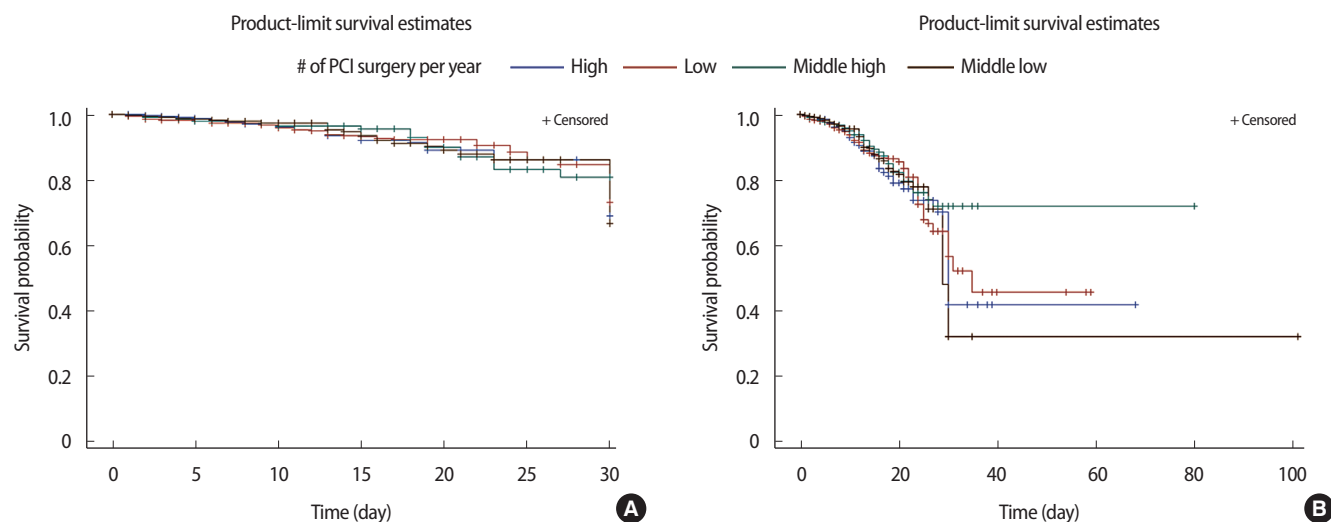 Product-limit survival estimates
Product-limit survival estimates
# of PCI surgery per year High Low Middle high Middle low
1.0
0.8
0.6
0.4
0.2
0
Survival probability
+ Censored
0 5 10 15 20 25 30
Time (day)
A
1.0
0.8
0.6
0.4
0.2
0
Survival probability
+ Censored
0 20 40 60 80 100
Time (day)
B